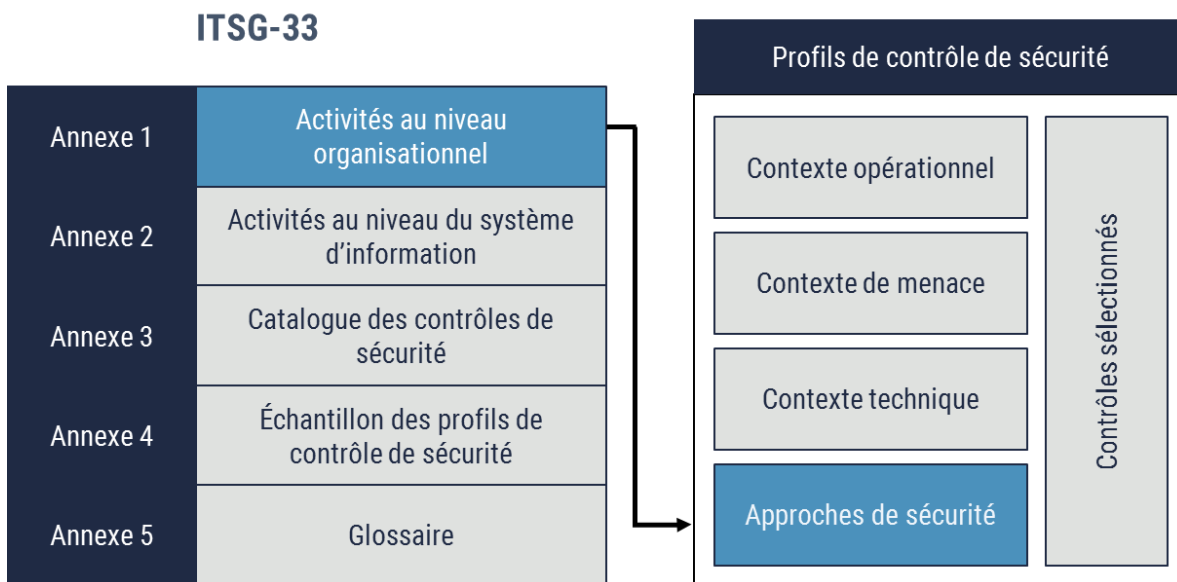 ITSG-33
Annexe 1
Activités au niveau
organisationnel
Annexe 2
Activités au niveau du système
d'information
Annexe 3
Catalogue des contrôles de
sécurité
Annexe 4
Échantillon des profils de
contrôle de sécurité
Annexe 5
Glossaire
Profils de contrôle de sécurité
Contexte opérationnel
Contexte de menace
Contexte technique
Approches de sécurité
Contrôles sélectionnés